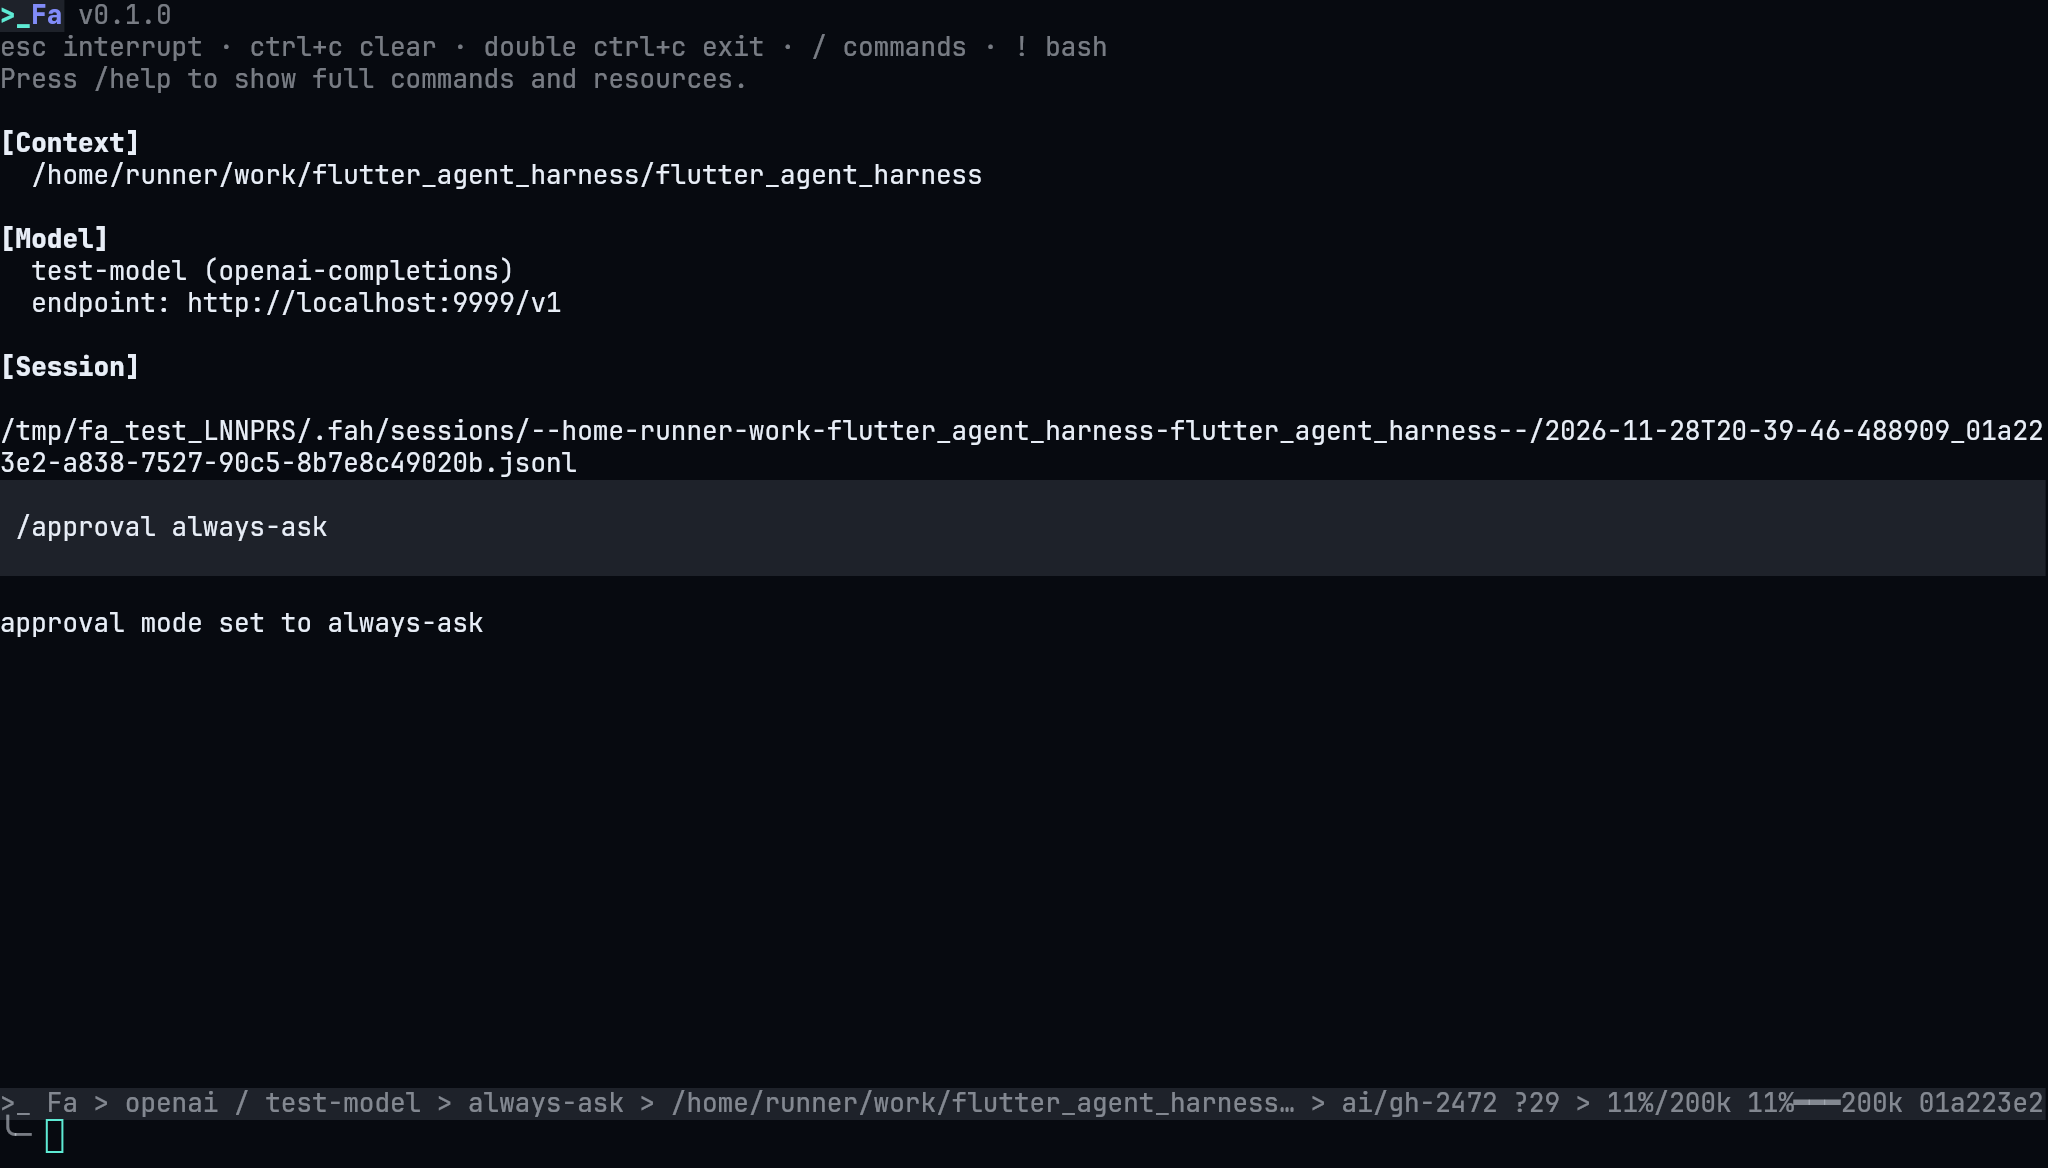 >_Fa v0.1.0
esc interrupt · ctrl+c clear · double ctrl+c exit · / commands · ! bash
Press /help to show full commands and resources.
[Context]
/home/runner/work/flutter_agent_harness/flutter_agent_harness
[Model]
test-model (openai-completions)
endpoint: http://localhost:9999/v1
[Session]
/tmp/fa_test_LNNPRS/.fah/sessions/--home-runner-work-flutter_agent_harness-flutter_agent_harness--/2026-11-28T20-39-46-488909_01a22
3e2-a838-7527-90c5-8b7e8c49020b.jsonl
/approval always-ask
approval mode set to always-ask
>_ Fa > openai / test-model > always-ask > /home/runner/work/flutter_agent_harness… > ai/gh-2472 ?29 > 11%/200k 11%━━━200k 01a223e2
╰─